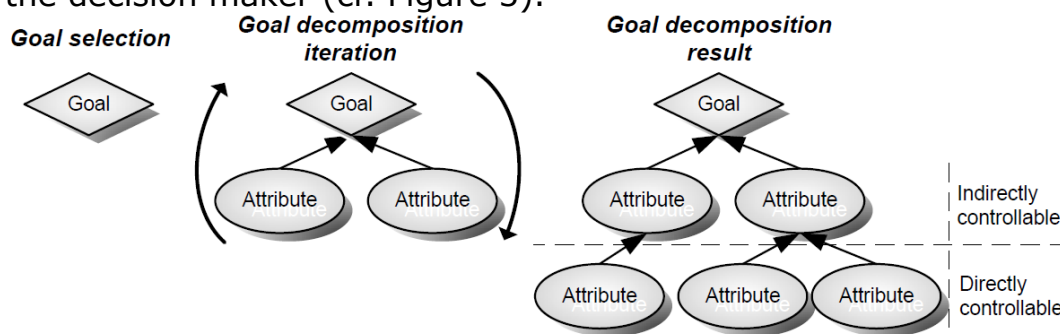 the decision maker (cf. Figure 5).
Goal selection
Goal decomposition
iteration
Goal decomposition
result
Goal
Goal
Goal
Attribute
Attribute
Attribute
Attribute
Indirectly
controllable
Attribute
Attribute
Attribute
Directly
controllable